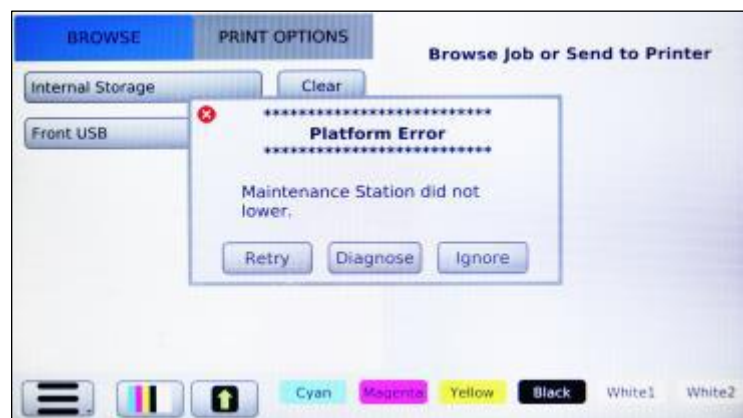 BROWSE
PRINT OPTIONS
Browse Job or Send to Printer
Internal Storage
Clear
Front USB
**************************
Platform Error
**************************
Maintenance Station did not
lower.
Retry
Diagnose
Ignore
Cyan
Magenta
Yellow
Black
White1
White2